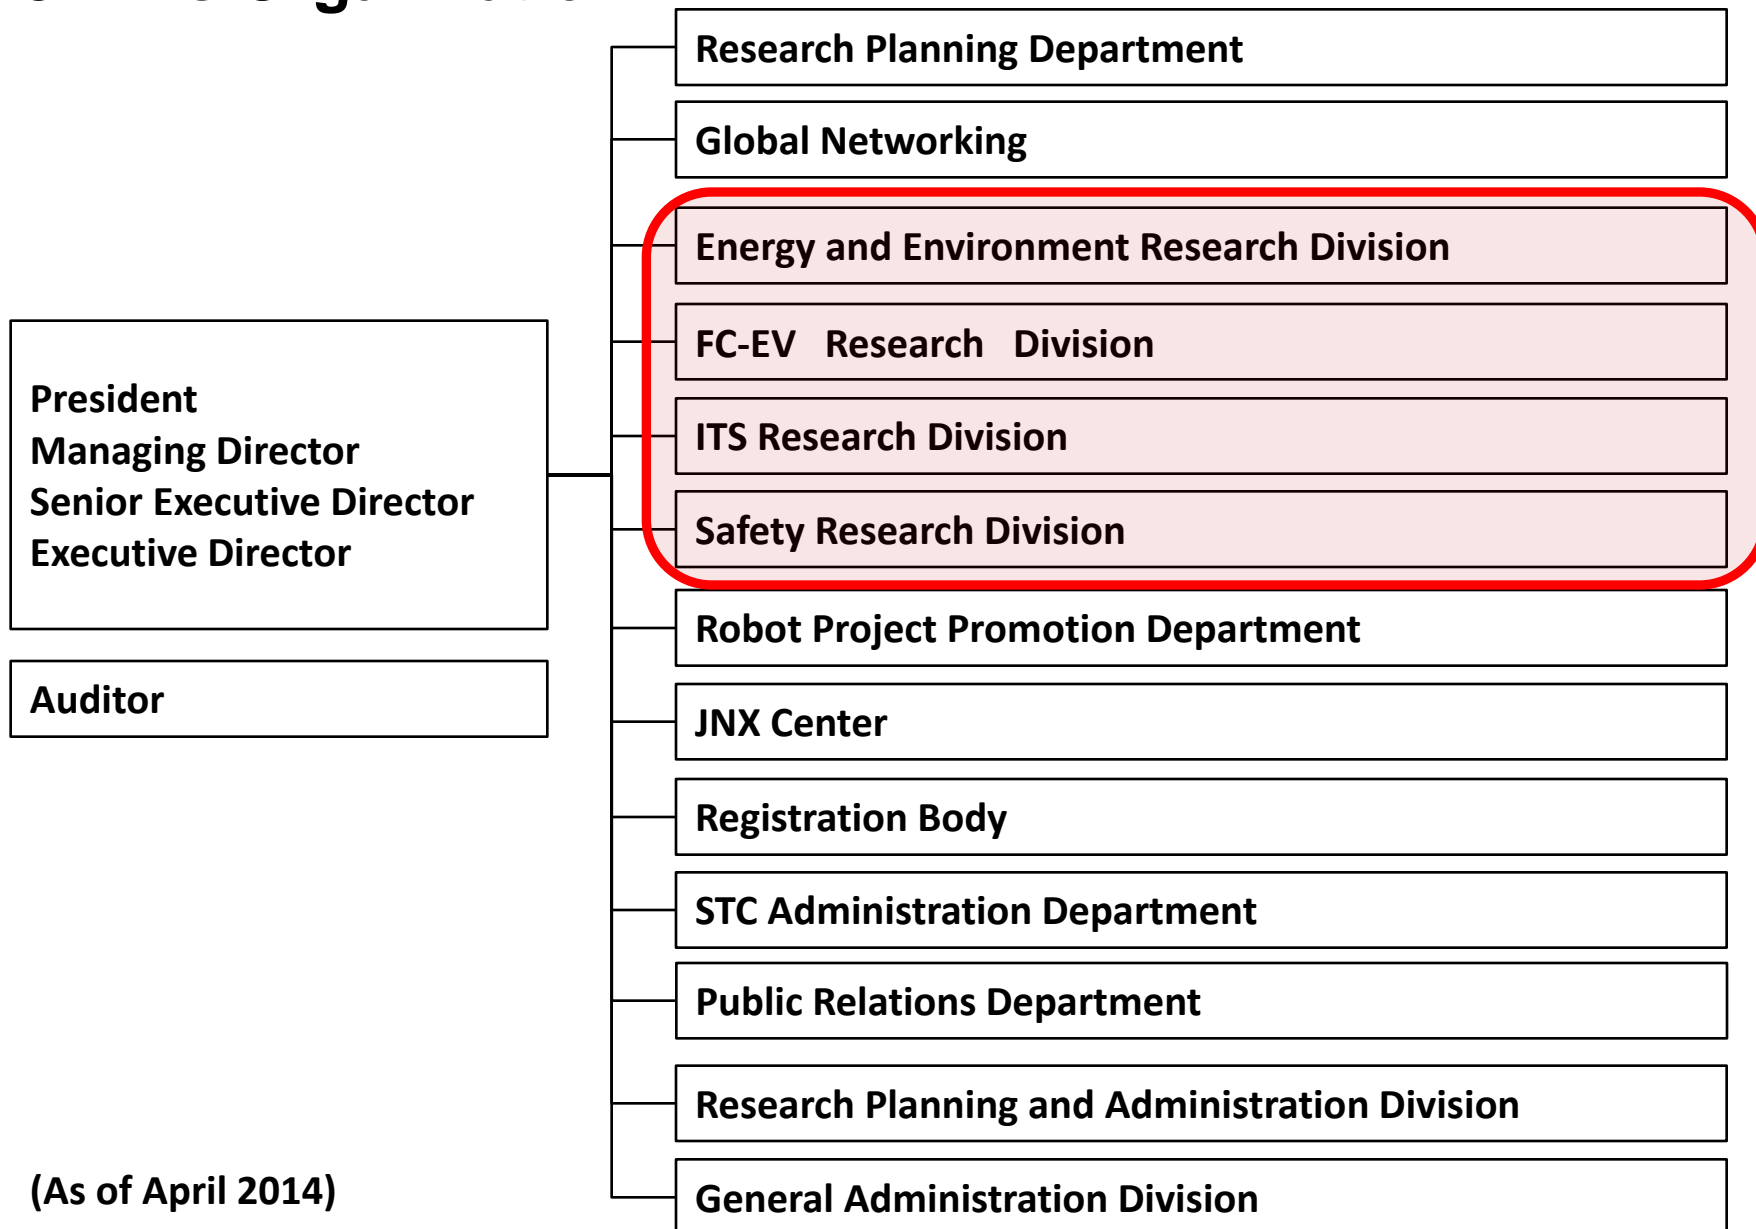 Research Planning Department
Global Networking
Energy and Environment Research Division
FC-EV Research Division
ITS Research Division
Safety Research Division
President
Managing Director
Senior Executive Director
Executive Director
Auditor
Robot Project Promotion Department
JNX Center
Registration Body
STC Administration Department
Public Relations Department
Research Planning and Administration Division
General Administration Division
(As of April 2014)